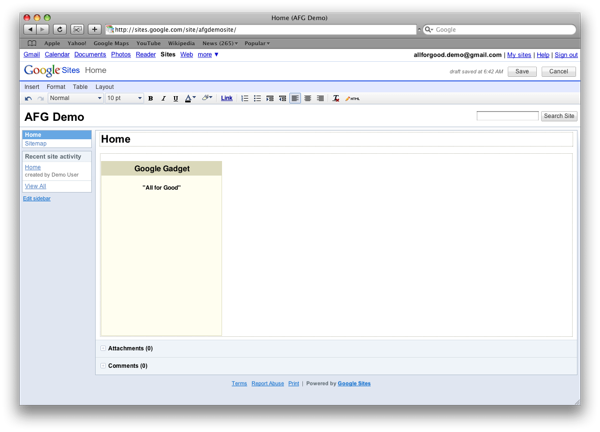 Home (AFG Demo)
http://sites.google.com/site/afgdemosite/
Google
Apple Yahoo! Google Maps YouTube Wikipedia News (265) Popular
Gmail Calendar Documents Photos Reader Sites Web more
allforgood.demo@gmail.com | My sites | Help | Sign out
Google Sites Home
draft saved at 6:42 AM Save Cancel
Insert Format Table Layout
Normal 10 pt B I U A Link HTML
AFG Demo
Search Site
Home
Sitemap
Recent site activity
Home
created by Demo User
View All
Edit sidebar
Home
Google Gadget
"All for Good"
Attachments (0)
Comments (0)
Terms Report Abuse Print | Powered by Google Sites